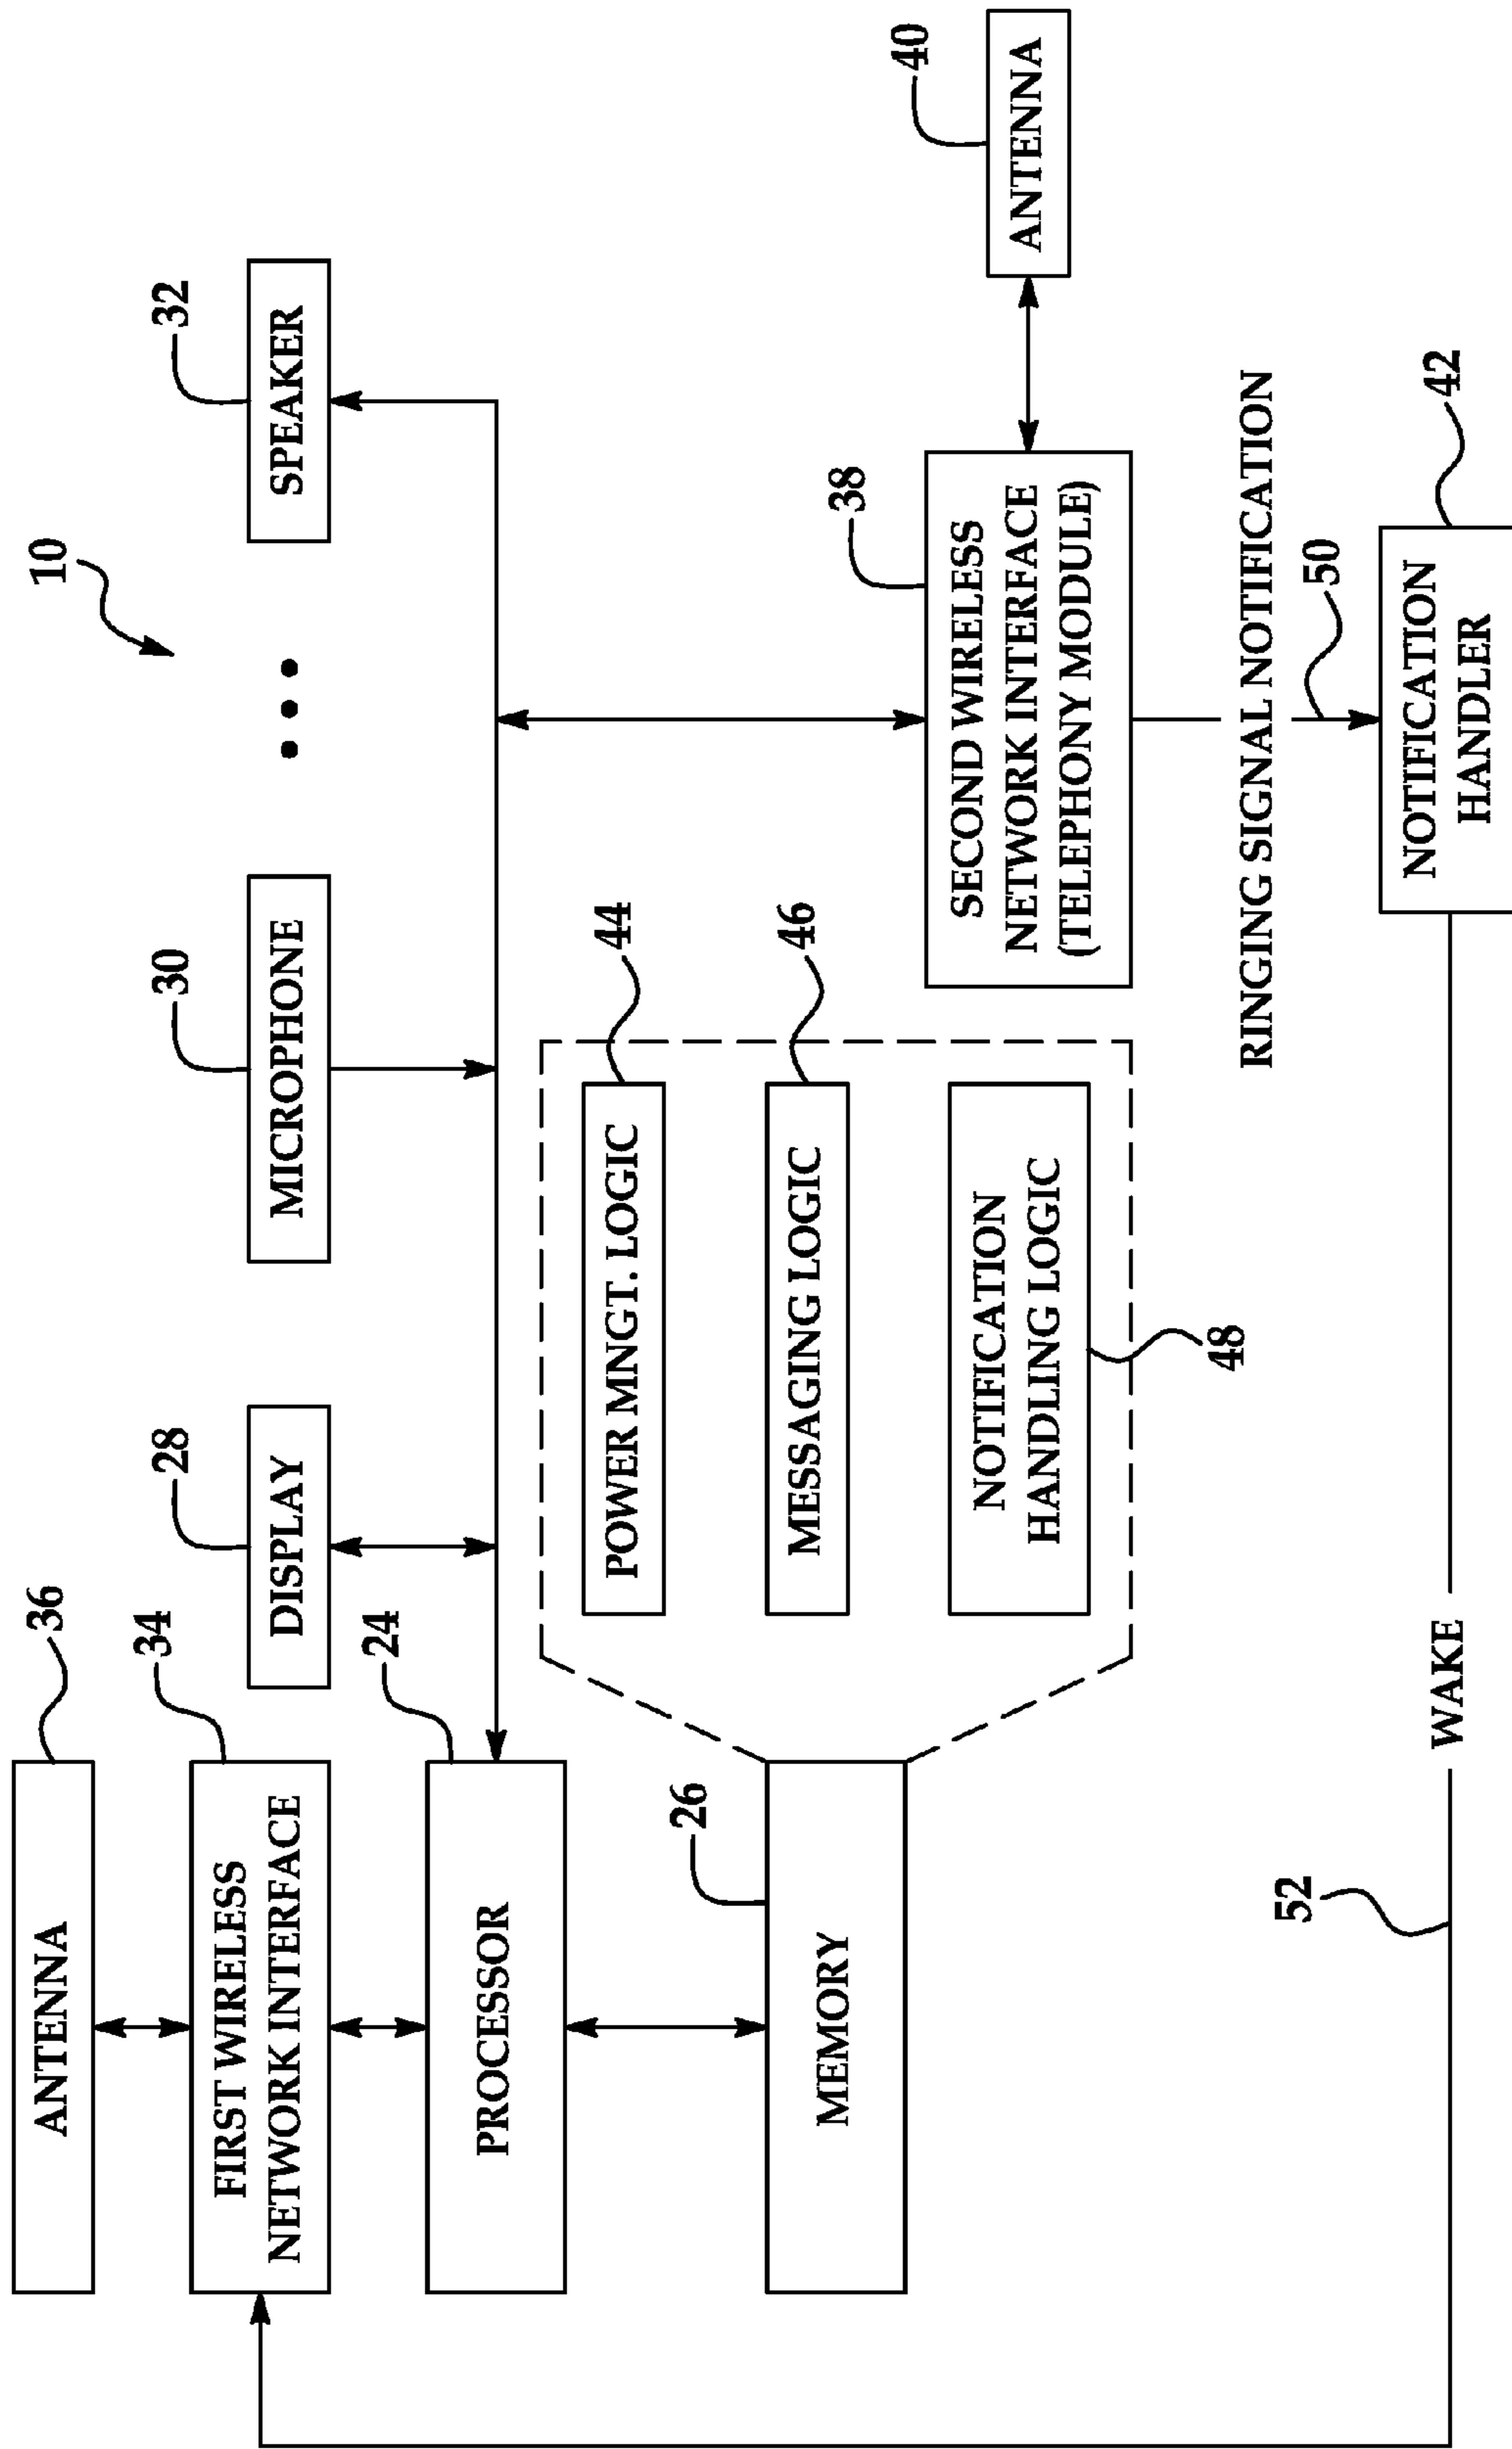 10
ANTENNA
36
FIRST WIRELESS
NETWORK INTERFACE
34
DISPLAY
28
MICROPHONE
30
SPEAKER
32
PROCESSOR
24
MEMORY
26
POWER MNGT. LOGIC
44
MESSAGING LOGIC
46
NOTIFICATION
HANDLING LOGIC
48
SECOND WIRELESS
NETWORK INTERFACE
(TELEPHONY MODULE)
38
ANTENNA
40
RINGING SIGNAL NOTIFICATION
50
NOTIFICATION
HANDLER
42
WAKE
52